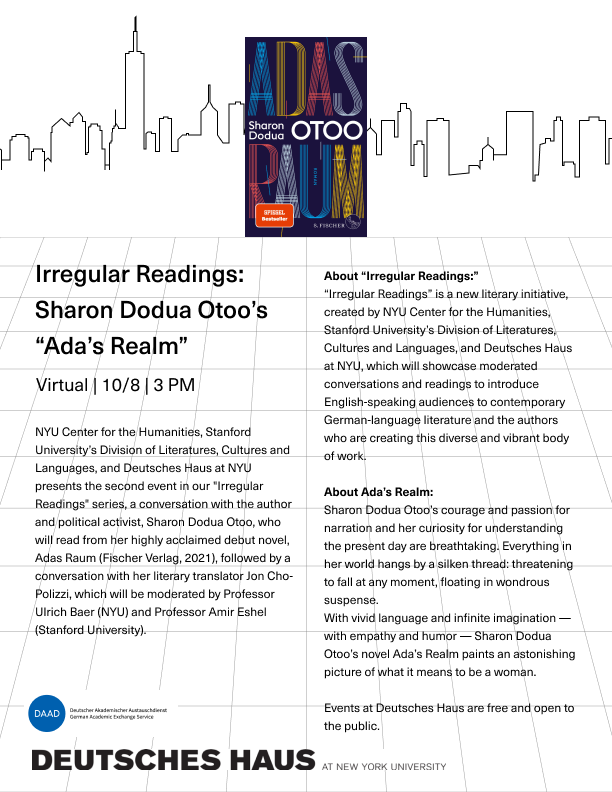 ADAS
Sharon
Dodua
OTOO
RAUM
SPIEGEL
Bestseller
S. FISCHER
Irregular Readings:
Sharon Dodua Otoo’s
“Ada’s Realm”
Virtual | 10/8 | 3 PM
NYU Center for the Humanities, Stanford
University’s Division of Literatures, Cultures and
Languages, and Deutsches Haus at NYU
presents the second event in our "Irregular
Readings" series, a conversation with the author
and political activist, Sharon Dodua Otoo, who
will read from her highly acclaimed debut novel,
Adas Raum (Fischer Verlag, 2021), followed by a
conversation with her literary translator Jon Cho-
Polizzi, which will be moderated by Professor
Ulrich Baer (NYU) and Professor Amir Eshel
(Stanford University).
About “Irregular Readings:”
“Irregular Readings” is a new literary initiative,
created by NYU Center for the Humanities,
Stanford University’s Division of Literatures,
Cultures and Languages, and Deutsches Haus
at NYU, which will showcase moderated
conversations and readings to introduce
English-speaking audiences to contemporary
German-language literature and the authors
who are creating this diverse and vibrant body
of work.
About Ada’s Realm:
Sharon Dodua Otoo’s courage and passion for
narration and her curiosity for understanding
the present day are breathtaking. Everything in
her world hangs by a silken thread: threatening
to fall at any moment, floating in wondrous
suspense.
With vivid language and infinite imagination —
with empathy and humor — Sharon Dodua
Otoo’s novel Ada’s Realm paints an astonishing
picture of what it means to be a woman.
Events at Deutsches Haus are free and open to
the public.
DAAD
Deutscher Akademischer Austauschdienst
German Academic Exchange Service
DEUTSCHES HAUS AT NEW YORK UNIVERSITY